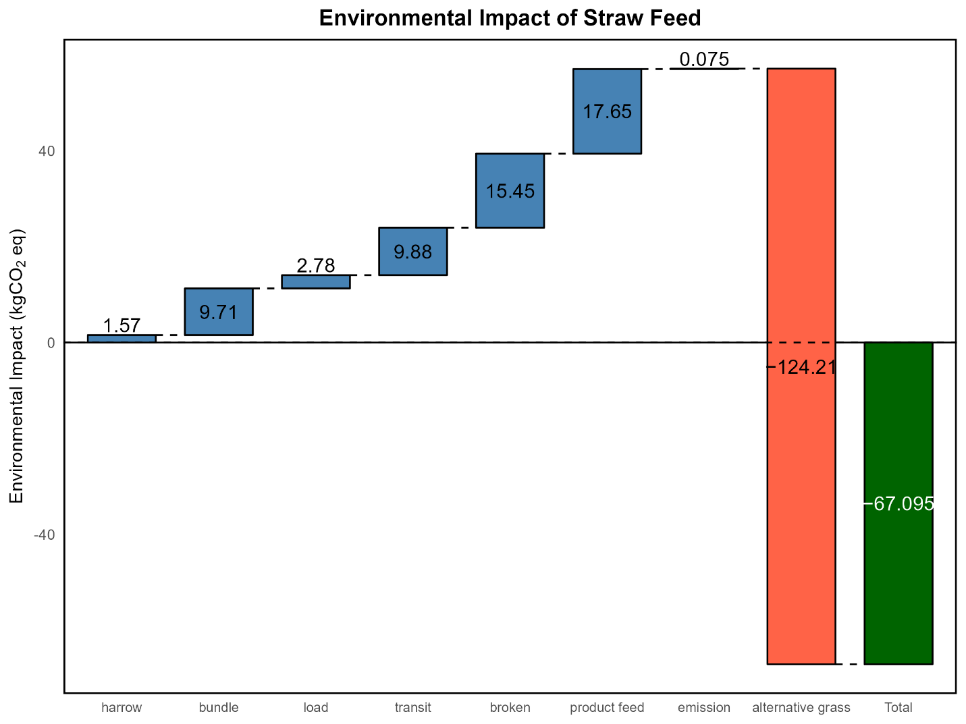 Environmental Impact of Straw Feed
Environmental Impact (kgCO₂ eq)
40
0
-40
1.57
9.71
2.78
9.88
15.45
17.65
0.075
−124.21
−67.095
harrow
bundle
load
transit
broken
product feed
emission
alternative grass
Total